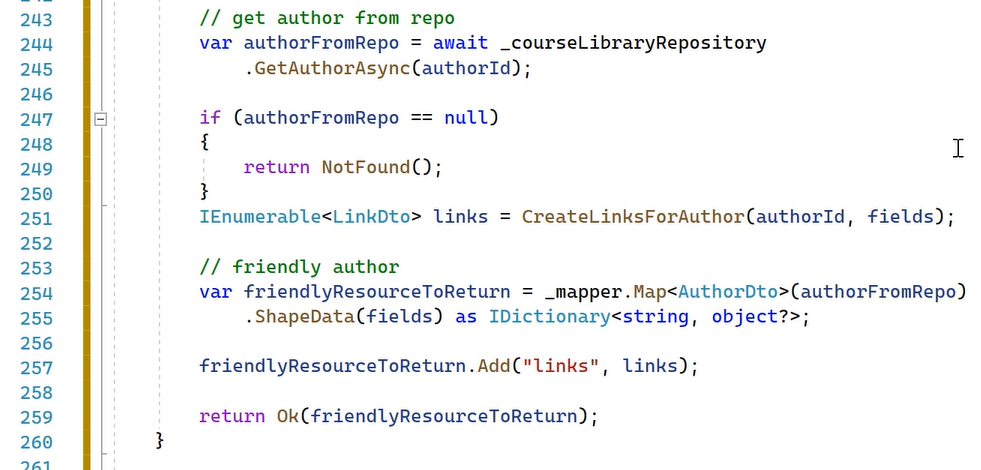 243 // get author from repo
244 var authorFromRepo = await _courseLibraryRepository
245 .GetAuthorAsync(authorId);
246
247 if (authorFromRepo == null)
248 {
249 return NotFound();
250 }
251 IEnumerable<LinkDto> links = CreateLinksForAuthor(authorId, fields);
252
253 // friendly author
254 var friendlyResourceToReturn = _mapper.Map<AuthorDto>(authorFromRepo)
255 .ShapeData(fields) as IDictionary<string, object?>;
256
257 friendlyResourceToReturn.Add("links", links);
258
259 return Ok(friendlyResourceToReturn);
260 }
261